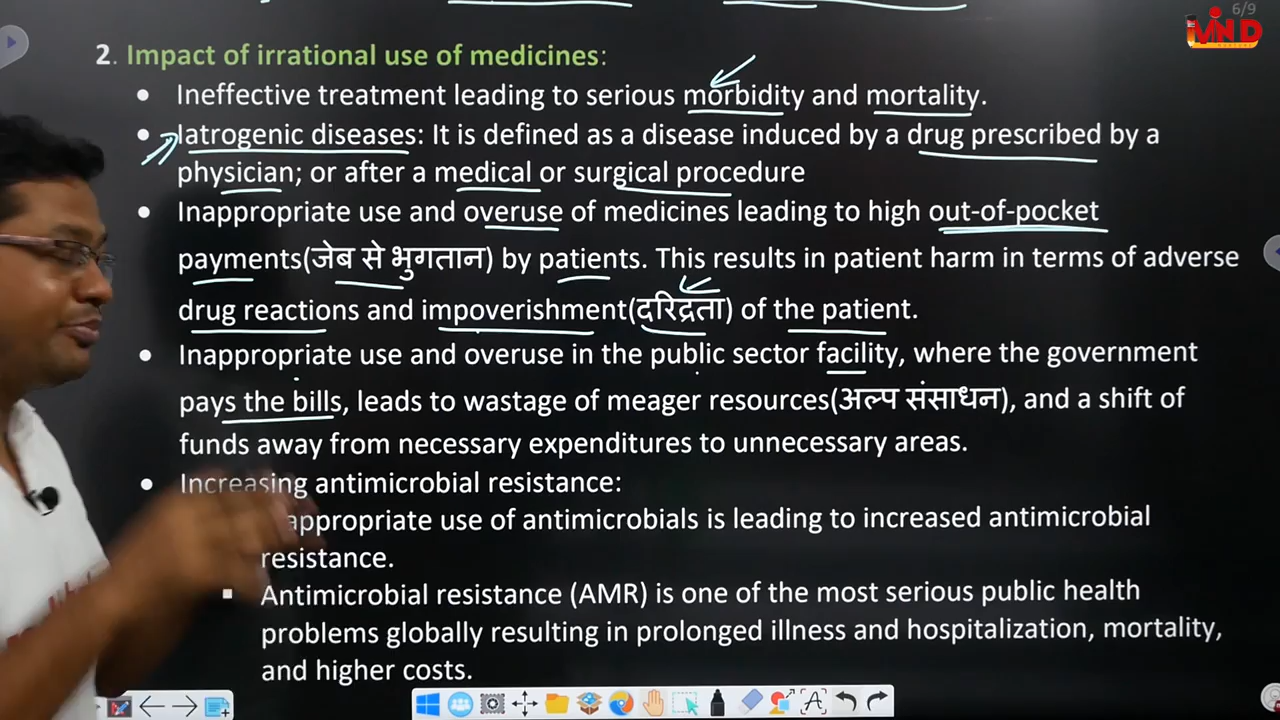 6/9
MIND
2. Impact of irrational use of medicines:
• Ineffective treatment leading to serious morbidity and mortality.
• Iatrogenic diseases: It is defined as a disease induced by a drug prescribed by a
physician; or after a medical or surgical procedure
• Inappropriate use and overuse of medicines leading to high out-of-pocket
payments(जेब से भुगतान) by patients. This results in patient harm in terms of adverse
drug reactions and impoverishment(दरिद्रता) of the patient.
• Inappropriate use and overuse in the public sector facility, where the government
pays the bills, leads to wastage of meager resources(अल्प संसाधन), and a shift of
funds away from necessary expenditures to unnecessary areas.
• Increasing antimicrobial resistance:
appropriate use of antimicrobials is leading to increased antimicrobial
resistance.
▪ Antimicrobial resistance (AMR) is one of the most serious public health
problems globally resulting in prolonged illness and hospitalization, mortality,
and higher costs.